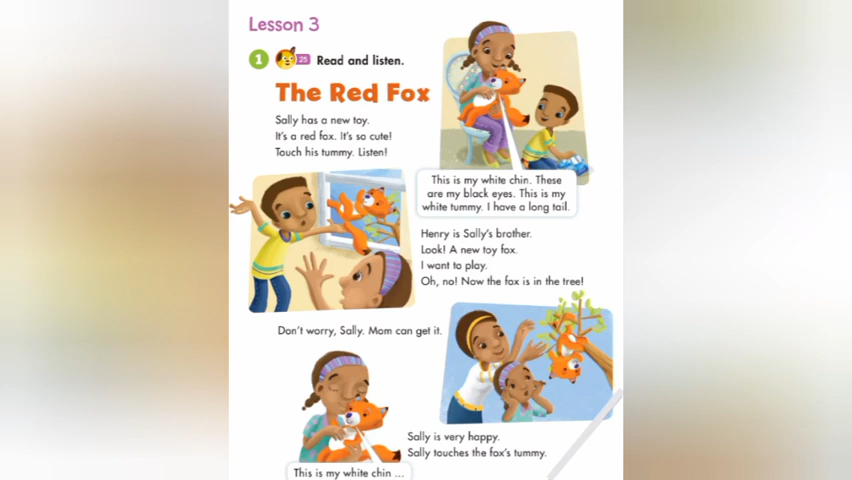 Lesson 3
1 25 Read and listen.
The Red Fox
Sally has a new toy.
It's a red fox. It's so cute!
Touch his tummy. Listen!
This is my white chin. These
are my black eyes. This is my
white tummy. I have a long tail.
Henry is Sally's brother.
Look! A new toy fox.
I want to play.
Oh, no! Now the fox is in the tree!
Don't worry, Sally. Mom can get it.
Sally is very happy.
Sally touches the fox's tummy.
This is my white chin ...